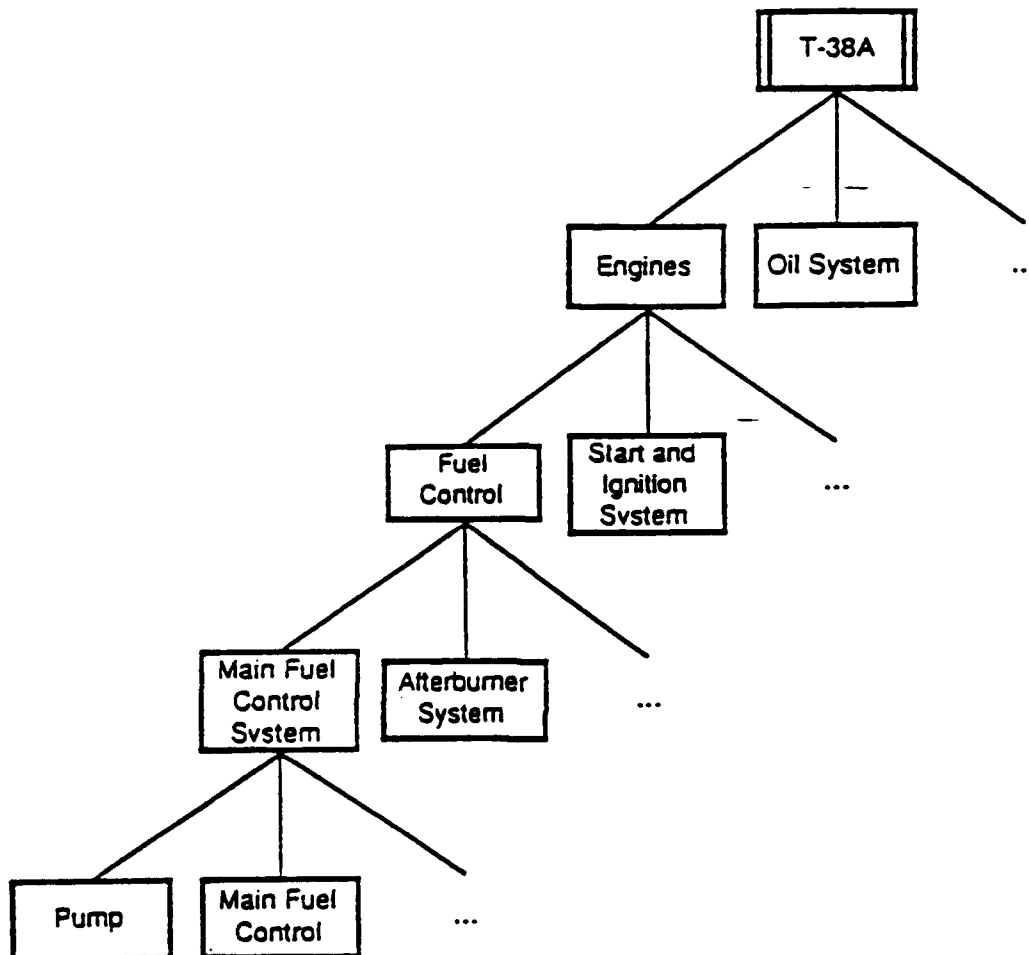 T-38A
Engines
Oil System
..
Fuel
Control
Start and
Ignition
System
...
Main Fuel
Control
System
Afterburner
System
...
Pump
Main Fuel
Control
...